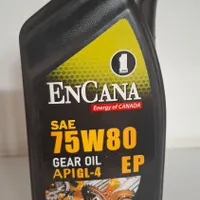 1
ENCANA
Energy of CANADA
SAE
75W80
GEAR OIL
API GL-4 EP